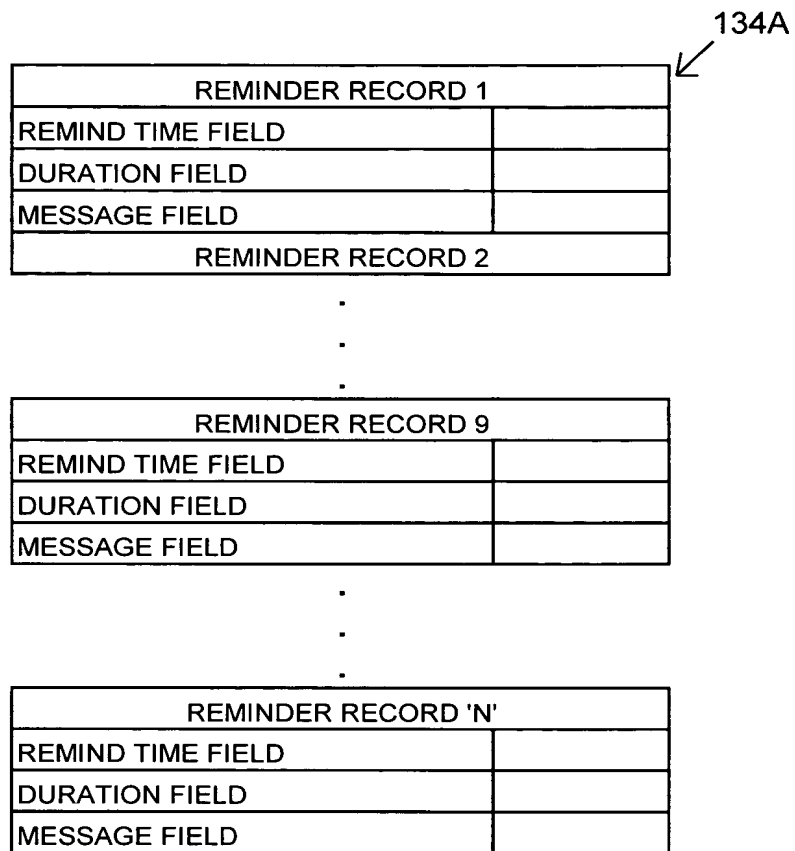 134A
REMINDER RECORD 1
REMIND TIME FIELD
DURATION FIELD
MESSAGE FIELD
REMINDER RECORD 2
.
.
.
REMINDER RECORD 9
REMIND TIME FIELD
DURATION FIELD
MESSAGE FIELD
.
.
.
REMINDER RECORD 'N'
REMIND TIME FIELD
DURATION FIELD
MESSAGE FIELD